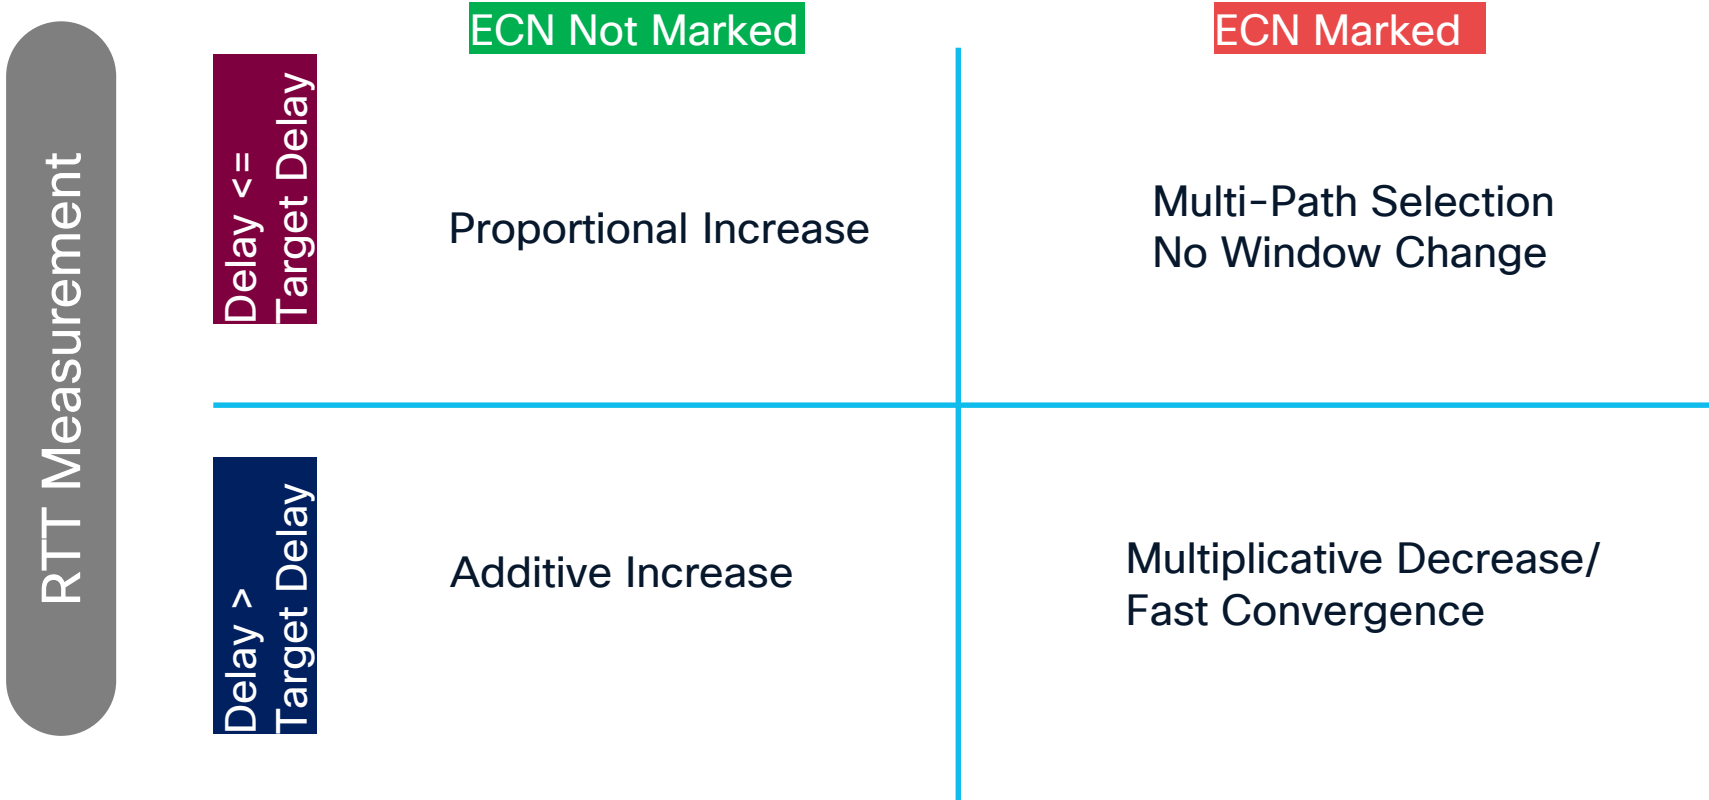 ECN Not Marked
ECN Marked
RTT Measurement
Delay <=
Target Delay
Proportional Increase
Multi-Path Selection
No Window Change
Delay >
Target Delay
Additive Increase
Multiplicative Decrease/
Fast Convergence